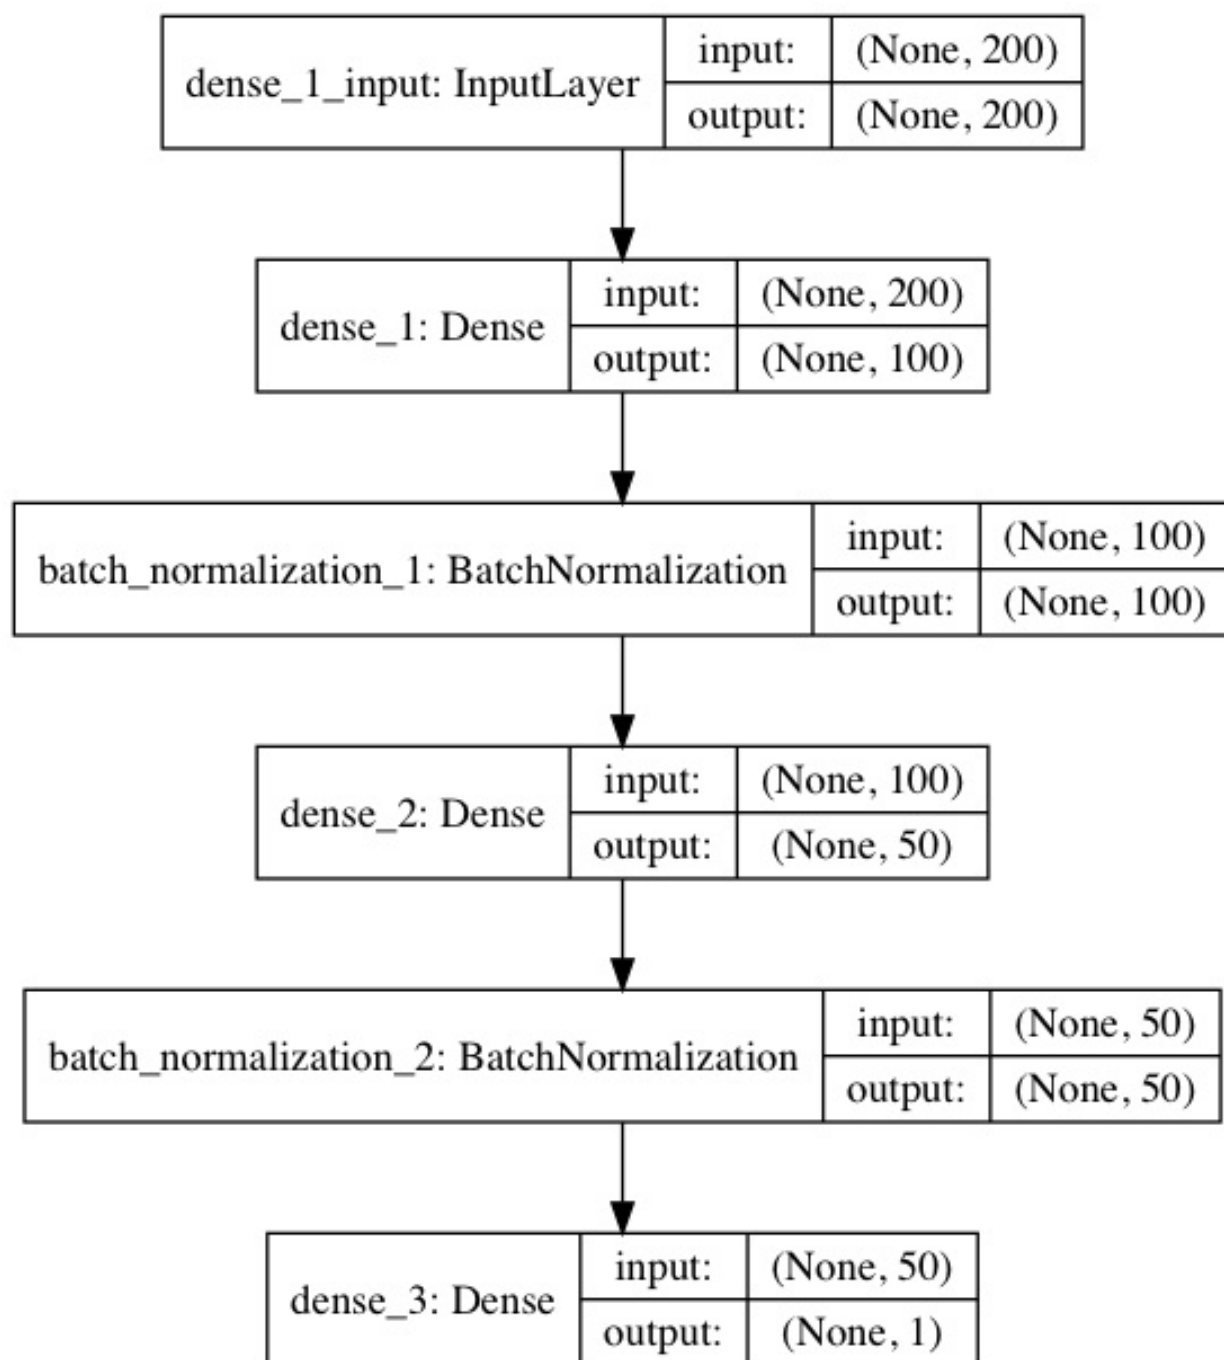 dense_1_input: InputLayer
input: (None, 200)
output: (None, 200)
dense_1: Dense
input: (None, 200)
output: (None, 100)
batch_normalization_1: BatchNormalization
input: (None, 100)
output: (None, 100)
dense_2: Dense
input: (None, 100)
output: (None, 50)
batch_normalization_2: BatchNormalization
input: (None, 50)
output: (None, 50)
dense_3: Dense
input: (None, 50)
output: (None, 1)